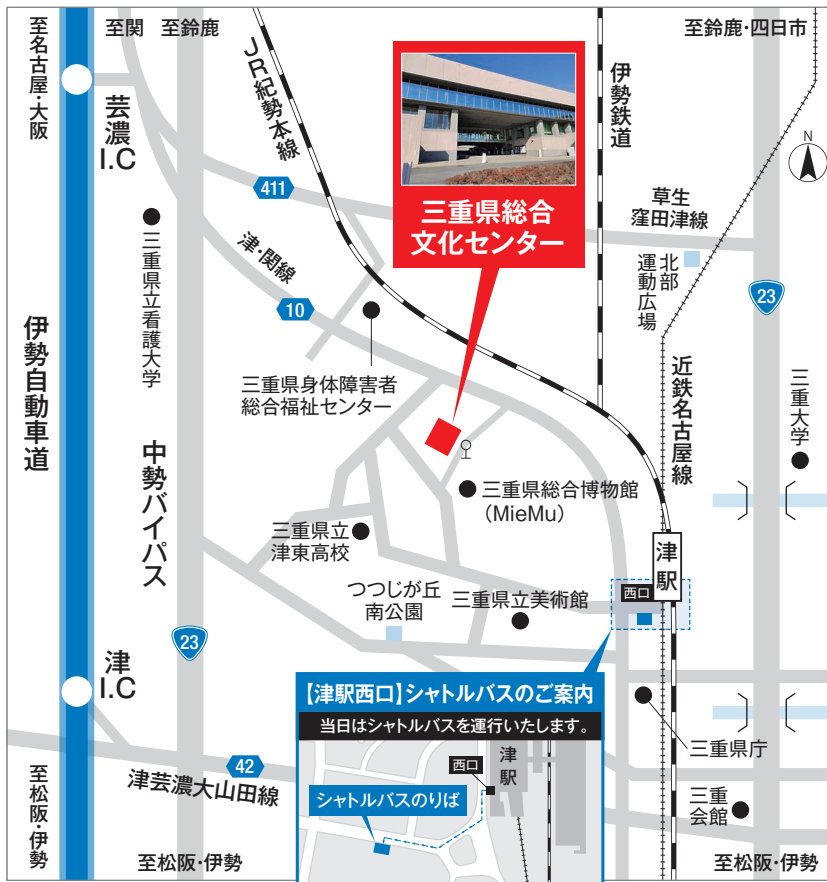 至名古屋・大阪
至関
至鈴鹿
JR紀勢本線
至鈴鹿・四日市
伊勢鉄道
芸濃
I.C
N
411
三重県総合
文化センター
草生
窪田津線
北部
運動広場
三重県立看護大学
津・関線
23
10
伊勢自動車道
三重県身体障害者
総合福祉センター
近鉄名古屋線
三重大学
中勢バイパス
三重県総合博物館
(MieMu)
三重県立
津東高校
津駅
つつじが丘
南公園
三重県立美術館
西口
23
津
I.C
【津駅西口】シャトルバスのご案内
当日はシャトルバスを運行いたします。
三重県庁
津駅
西口
42
津芸濃大山田線
シャトルバスのりば
三重
会館
至松阪・伊勢
至松阪・伊勢
至松阪・伊勢